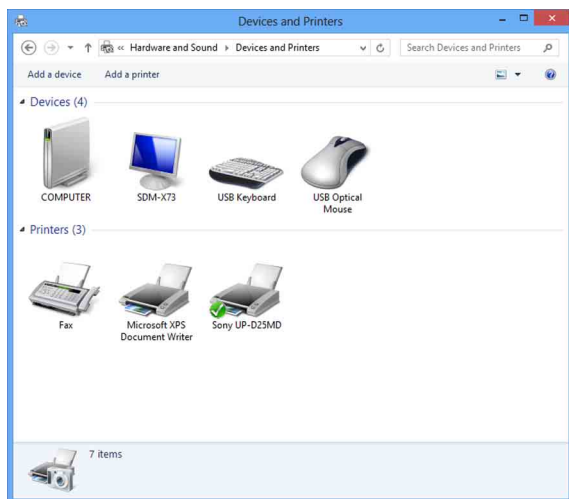 Devices and Printers
« Hardware and Sound Devices and Printers
Search Devices and Printers
Add a device Add a printer
Devices (4)
COMPUTER SDM-X73 USB Keyboard USB Optical
Mouse
Printers (3)
Fax Microsoft XPS Sony UP-D25MD
Document Writer
7 items